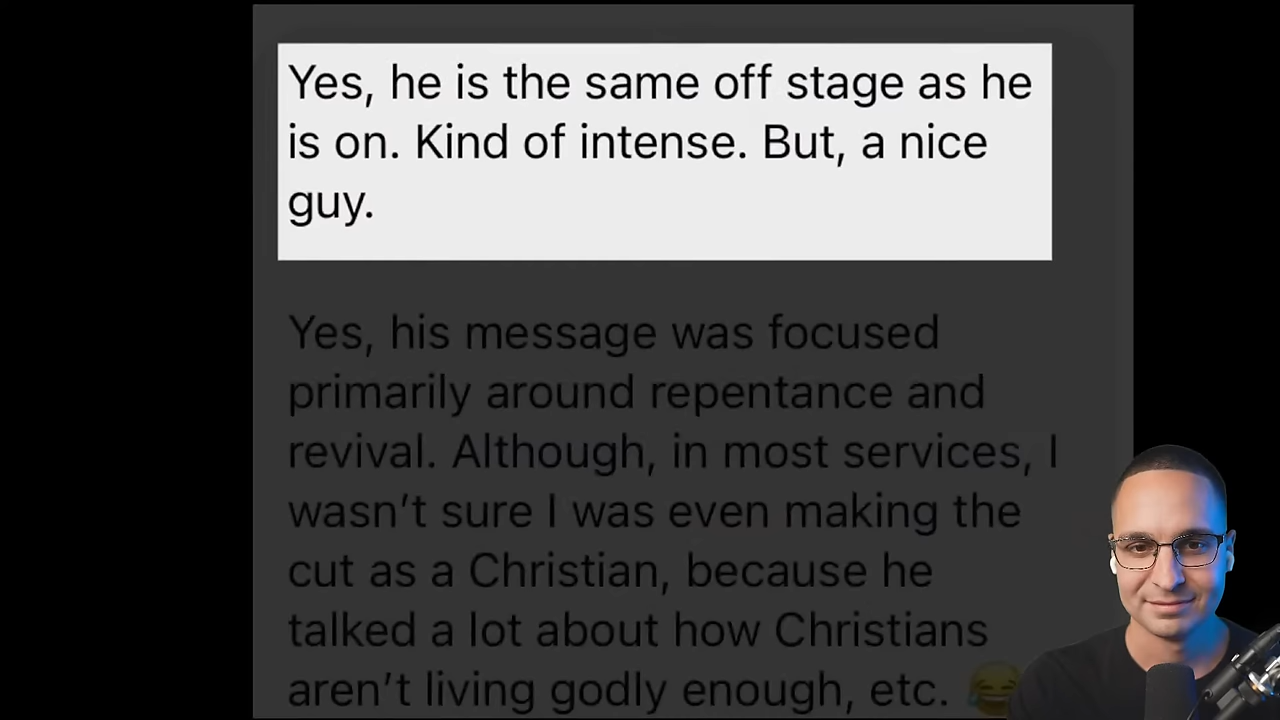 Yes, he is the same off stage as he
is on. Kind of intense. But, a nice
guy.
Yes, his message was focused
primarily around repentance and
revival. Although, in most services, I
wasn’t sure I was even making the
cut as a Christian, because he
talked a lot about how Christians
aren’t living godly enough, etc. 😂